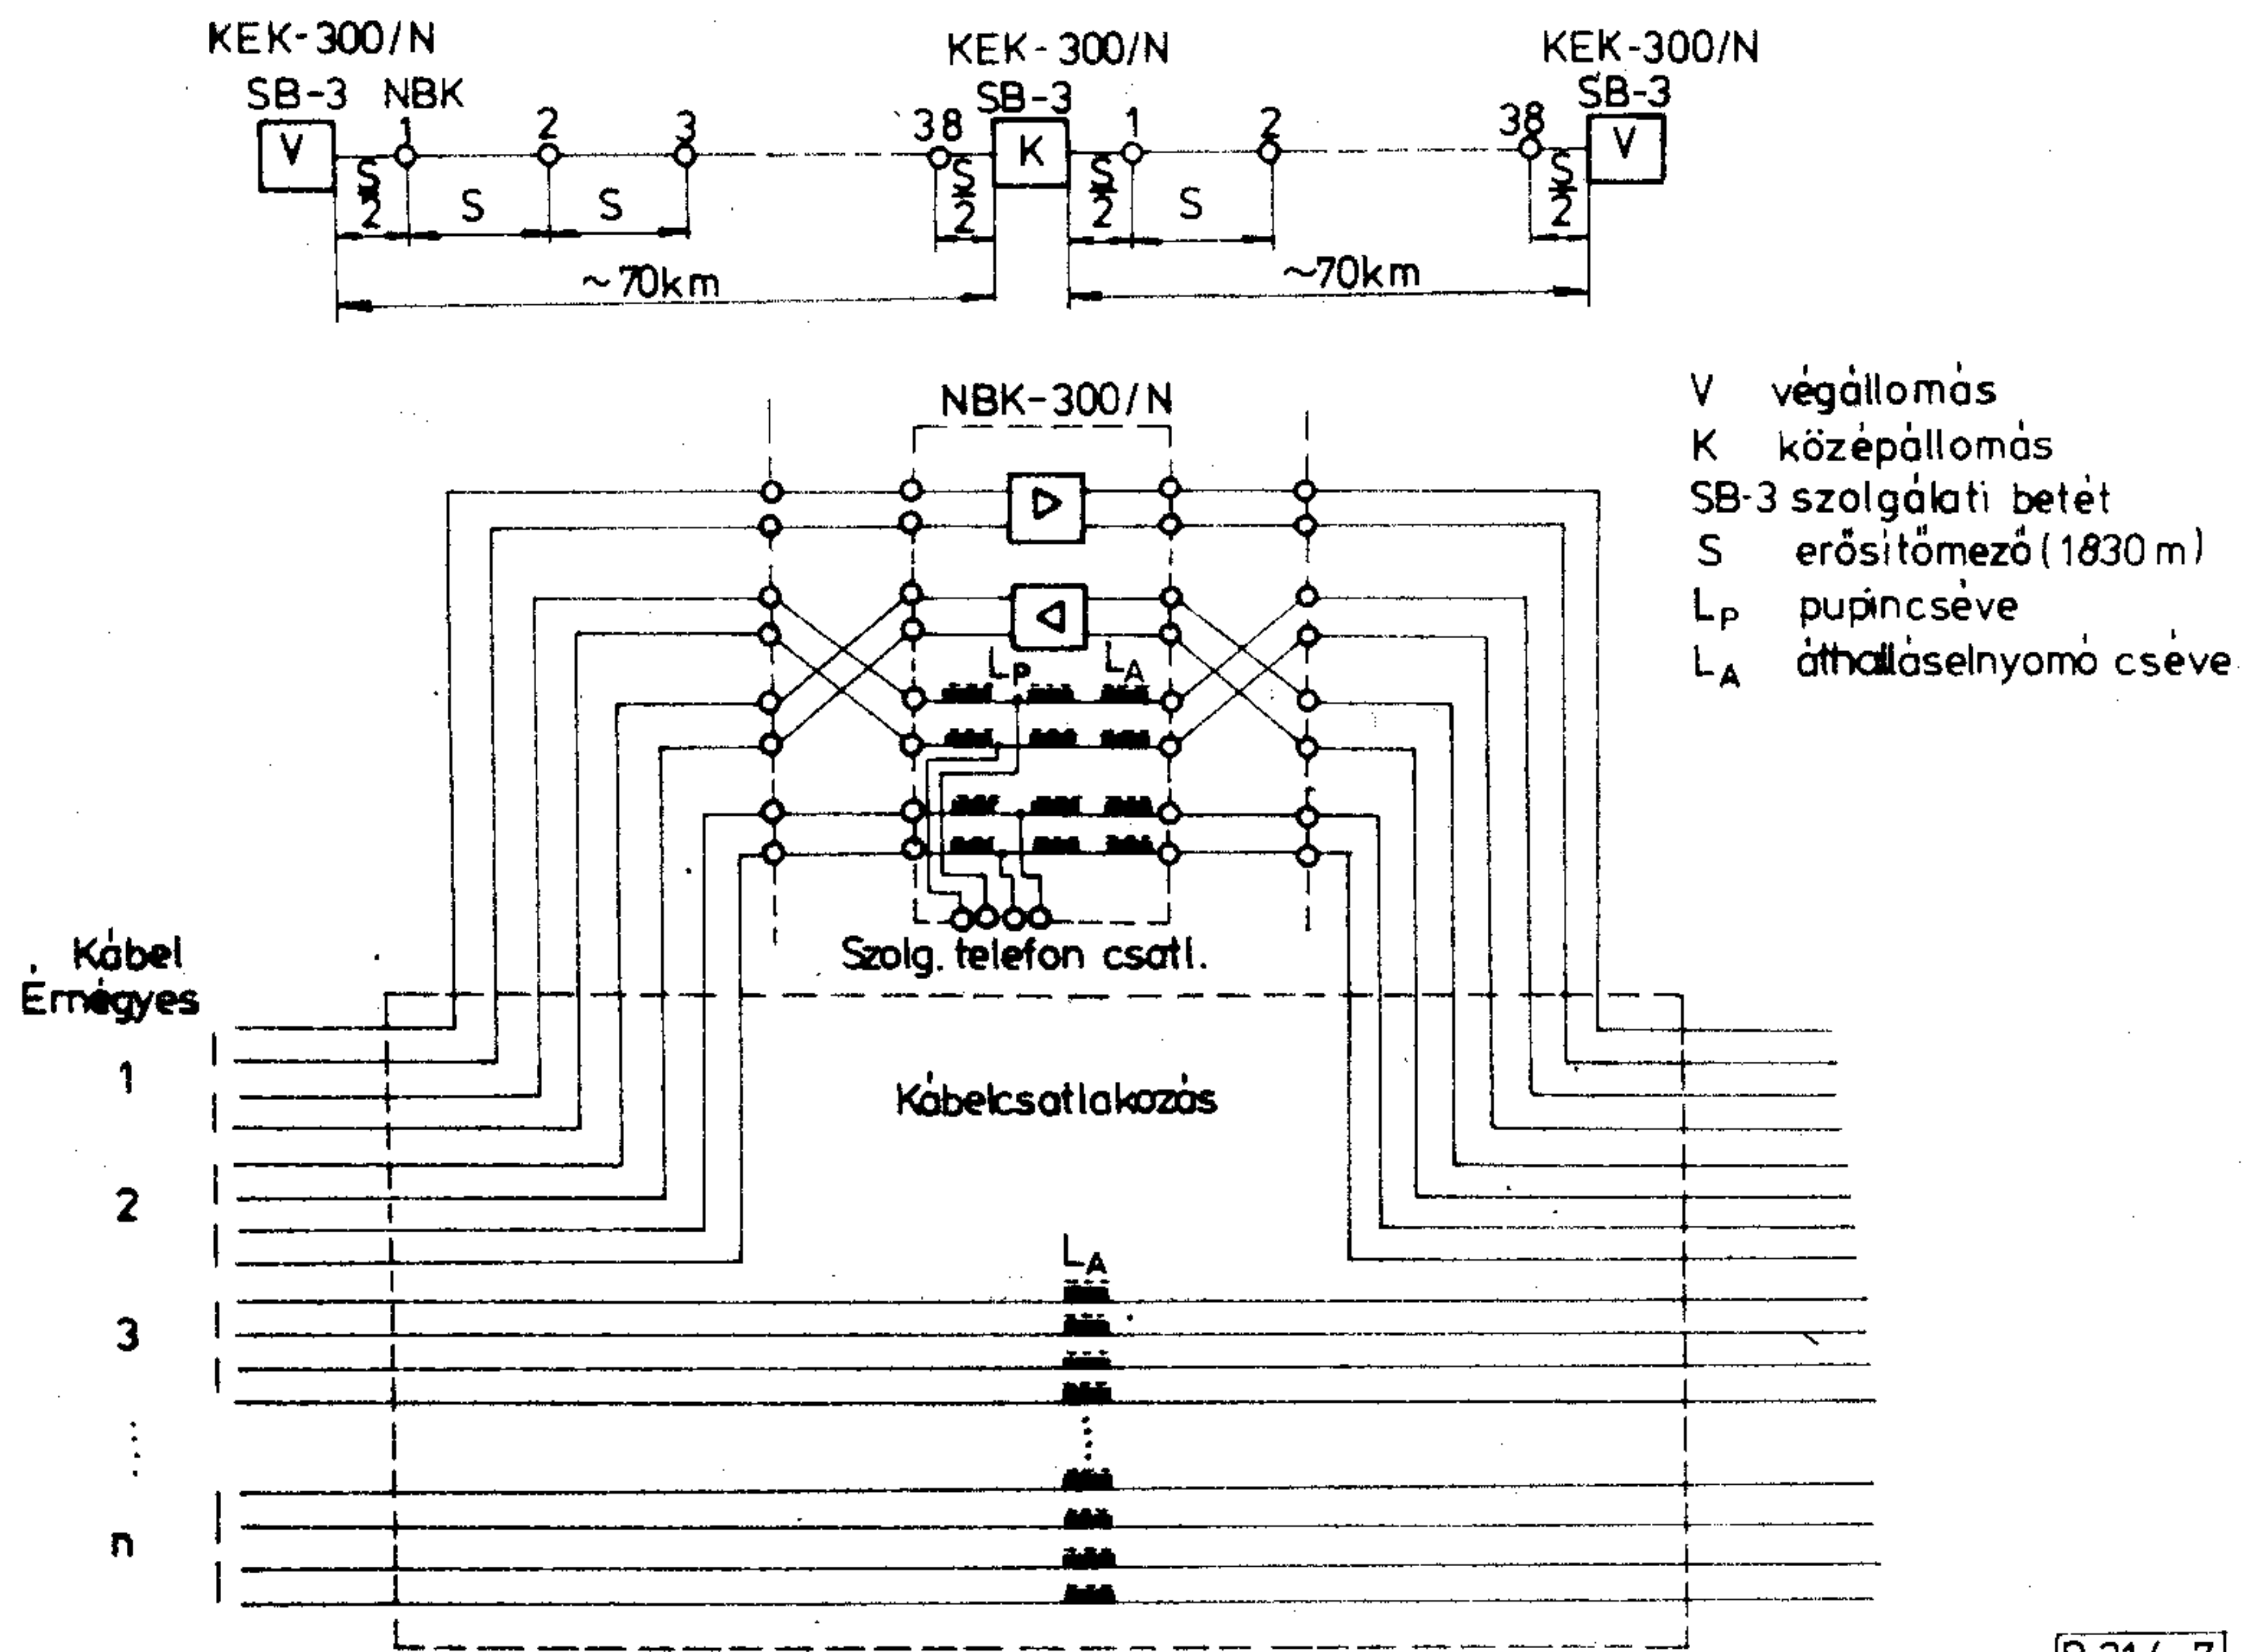 KEK-300/N KEK-300/N KEK-300/N
SB-3 NBK SB-3 SB-3
V 1 2 3 38 K 1 2 38 V
S/2 S S S/2 S/2 S S/2
~70km ~70km
NBK-300/N
V végállomás
K középállomás
SB-3 szolgálati betét
S erősítőmező (1830 m)
LP pupincséve
LA áthalláselnyomó cséve
LP LA
Szolg. telefon csatl.
Kábel
Érnégyes
1
Kábelcsatlakozás
2
LA
3
n